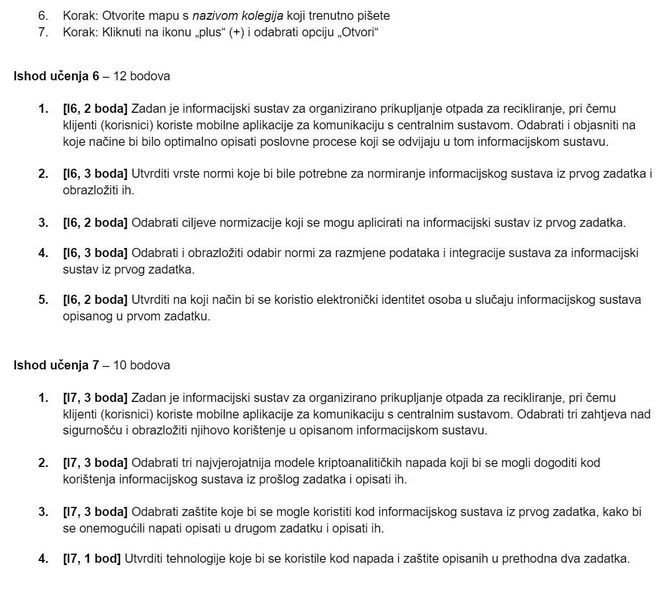 6. Korak: Otvorite mapu s nazivom kolegija koji trenutno pišete
7. Korak: Kliknuti na ikonu „plus“ (+) i odabrati opciju „Otvori“
Ishod učenja 6 – 12 bodova
1. [I6, 2 boda] Zadan je informacijski sustav za organizirano prikupljanje otpada za recikliranje, pri čemu
klijenti (korisnici) koriste mobilne aplikacije za komunikaciju s centralnim sustavom. Odabrati i objasniti na
koje načine bi bilo optimalno opisati poslovne procese koji se odvijaju u tom informacijskom sustavu.
2. [I6, 3 boda] Utvrditi vrste normi koje bi bile potrebne za normiranje informacijskog sustava iz prvog zadatka i
obrazložiti ih.
3. [I6, 2 boda] Odabrati ciljeve normizacije koji se mogu aplicirati na informacijski sustav iz prvog zadatka.
4. [I6, 3 boda] Odabrati i obrazložiti odabir normi za razmjene podataka i integracije sustava za informacijski
sustav iz prvog zadatka.
5. [I6, 2 boda] Utvrditi na koji način bi se koristio elektronički identitet osoba u slučaju informacijskog sustava
opisanog u prvom zadatku.
Ishod učenja 7 – 10 bodova
1. [I7, 3 boda] Zadan je informacijski sustav za organizirano prikupljanje otpada za recikliranje, pri čemu
klijenti (korisnici) koriste mobilne aplikacije za komunikaciju s centralnim sustavom. Odabrati tri zahtjeva nad
sigurnošću i obrazložiti njihovo korištenje u opisanom informacijskom sustavu.
2. [I7, 3 boda] Odabrati tri najvjerojatnija modele kriptoanalitičkih napada koji bi se mogli dogoditi kod
korištenja informacijskog sustava iz prošlog zadatka i opisati ih.
3. [I7, 3 boda] Odabrati zaštite koje bi se mogle koristiti kod informacijskog sustava iz prvog zadatka, kako bi
se onemogućili napati opisati u drugom zadatku i opisati ih.
4. [I7, 1 bod] Utvrditi tehnologije koje bi se koristile kod napada i zaštite opisanih u prethodna dva zadatka.